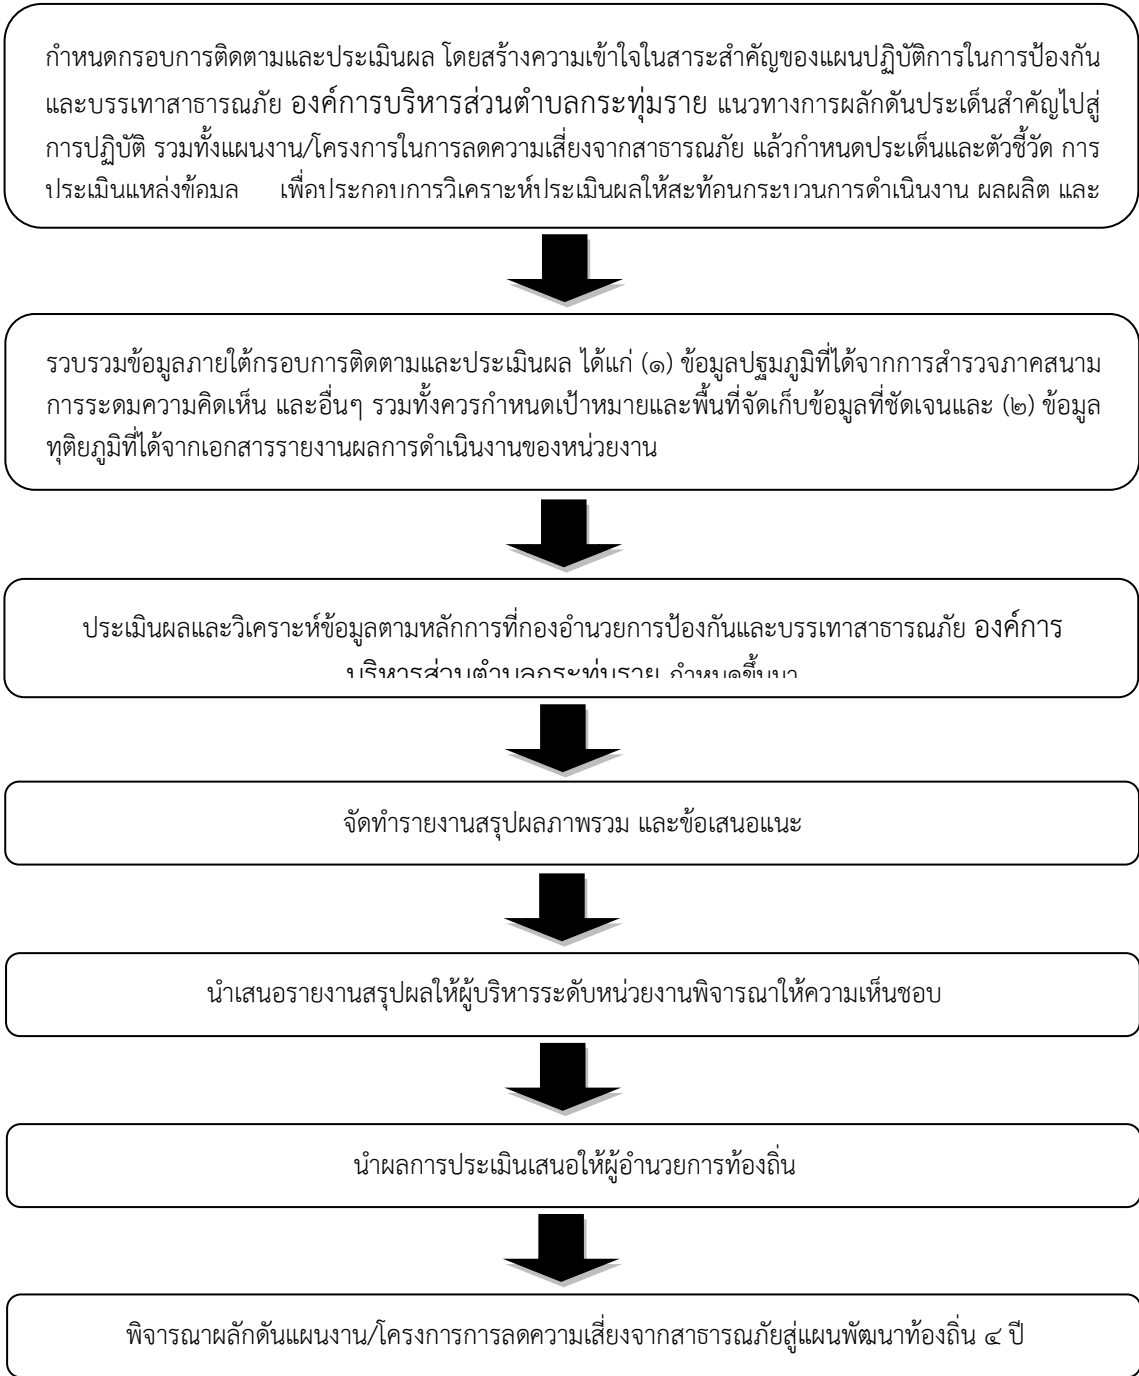 กำหนดกรอบการติดตามและประเมินผล โดยสร้างความเข้าใจในสาระสำคัญของแผนปฏิบัติการในการป้องกัน
และบรรเทาสาธารณภัย องค์การบริหารส่วนตำบลกระทุ่มราย แนวทางการผลักดันประเด็นสำคัญไปสู่
การปฏิบัติ รวมทั้งแผนงาน/โครงการในการลดความเสี่ยงจากสาธารณภัย แล้วกำหนดประเด็นและตัวชี้วัด การ
ประเมินแหล่งข้อมูล เพื่อประกอบการวิเคราะห์ประเมินผลให้สะท้อนกระบวนการดำเนินงาน ผลผลิต และ
รวบรวมข้อมูลภายใต้กรอบการติดตามและประเมินผล ได้แก่ (๑) ข้อมูลปฐมภูมิที่ได้จากการสำรวจภาคสนาม
การระดมความคิดเห็น และอื่นๆ รวมทั้งควรกำหนดเป้าหมายและพื้นที่จัดเก็บข้อมูลที่ชัดเจนและ (๒) ข้อมูล
ทุติยภูมิที่ได้จากเอกสารรายงานผลการดำเนินงานของหน่วยงาน
ประเมินผลและวิเคราะห์ข้อมูลตามหลักการที่กองอำนวยการป้องกันและบรรเทาสาธารณภัย องค์การ
บริหารส่วนตำบลกระทุ่มราย กำหนดขึ้นมา
จัดทำรายงานสรุปผลภาพรวม และข้อเสนอแนะ
นำเสนอรายงานสรุปผลให้ผู้บริหารระดับหน่วยงานพิจารณาให้ความเห็นชอบ
นำผลการประเมินเสนอให้ผู้อำนวยการท้องถิ่น
พิจารณาผลักดันแผนงาน/โครงการการลดความเสี่ยงจากสาธารณภัยสู่แผนพัฒนาท้องถิ่น ๔ ปี